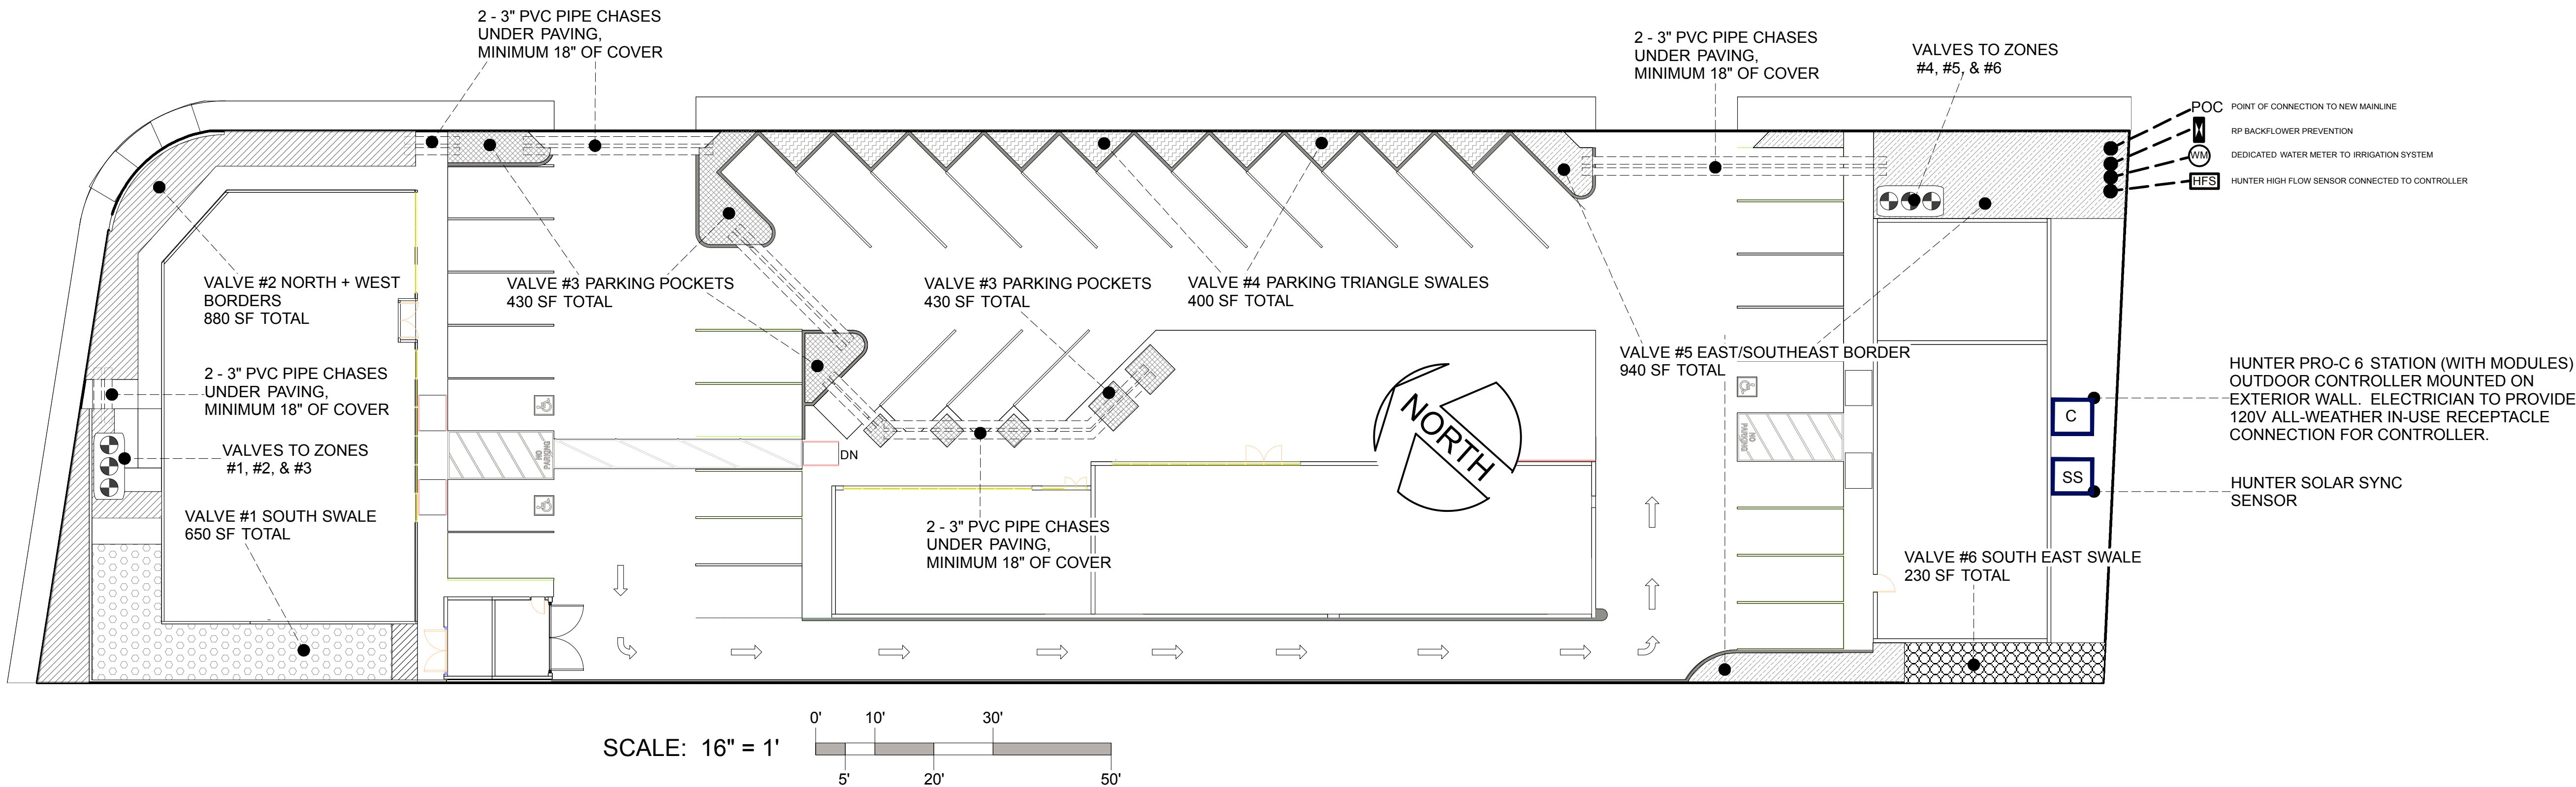 2 - 3" PVC PIPE CHASES
UNDER PAVING,
MINIMUM 18" OF COVER
2 - 3" PVC PIPE CHASES
UNDER PAVING,
MINIMUM 18" OF COVER
VALVES TO ZONES
#4, #5, & #6
POC POINT OF CONNECTION TO NEW MAINLINE
RP BACKFLOWER PREVENTION
WM DEDICATED WATER METER TO IRRIGATION SYSTEM
HFS HUNTER HIGH FLOW SENSOR CONNECTED TO CONTROLLER
VALVE #2 NORTH + WEST
BORDERS
880 SF TOTAL
VALVE #3 PARKING POCKETS
430 SF TOTAL
VALVE #3 PARKING POCKETS
430 SF TOTAL
VALVE #4 PARKING TRIANGLE SWALES
400 SF TOTAL
VALVE #5 EAST/SOUTHEAST BORDER
940 SF TOTAL
2 - 3" PVC PIPE CHASES
UNDER PAVING,
MINIMUM 18" OF COVER
HUNTER PRO-C 6 STATION (WITH MODULES)
OUTDOOR CONTROLLER MOUNTED ON
EXTERIOR WALL. ELECTRICIAN TO PROVIDE
120V ALL-WEATHER IN-USE RECEPTACLE
CONNECTION FOR CONTROLLER.
C
NORTH
NO
PARKING
NO
PARKING
DN
VALVES TO ZONES
#1, #2, & #3
SS
HUNTER SOLAR SYNC
SENSOR
VALVE #1 SOUTH SWALE
650 SF TOTAL
2 - 3" PVC PIPE CHASES
UNDER PAVING,
MINIMUM 18" OF COVER
VALVE #6 SOUTH EAST SWALE
230 SF TOTAL
0' 10' 30'
SCALE: 16" = 1'
5' 20' 50'